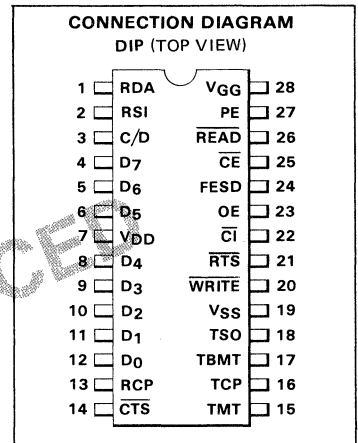 CONNECTION DIAGRAM
DIP (TOP VIEW)
1 RDA VGG 28
2 RSI PE 27
3 C/D READ 26
4 D7 CE 25
5 D6 FESD 24
6 D5 OE 23
7 VDD CI 22
8 D4 RTS 21
9 D3 WRITE 20
10 D2 VSS 19
11 D1 TSO 18
12 D0 TBMT 17
13 RCP TCP 16
14 CTS TMT 15
CED